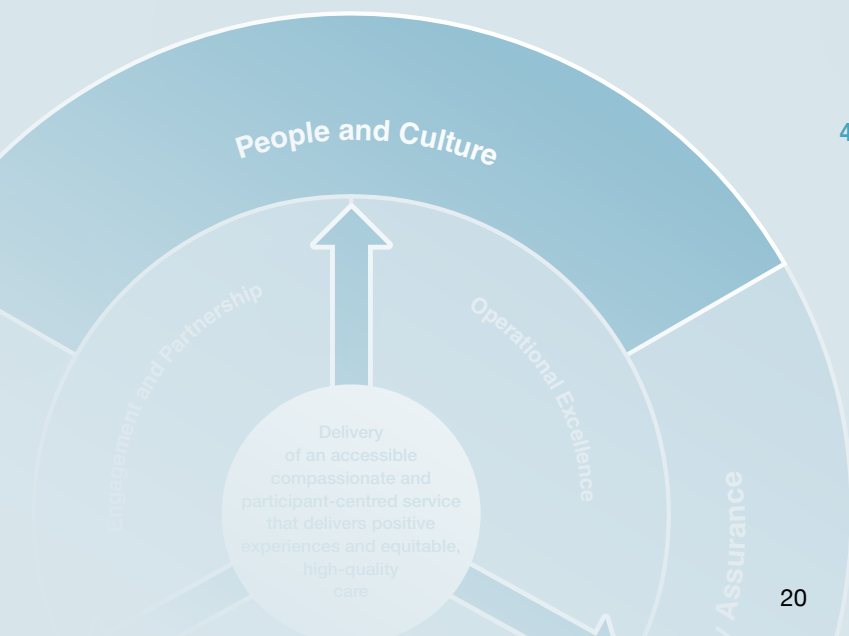 People and Culture
4
Engagement and Partnership
Operational Excellence
Delivery
of an accessible
compassionate and
participant-centred service
that delivers positive
experiences and equitable,
high-quality
care
Assurance
20